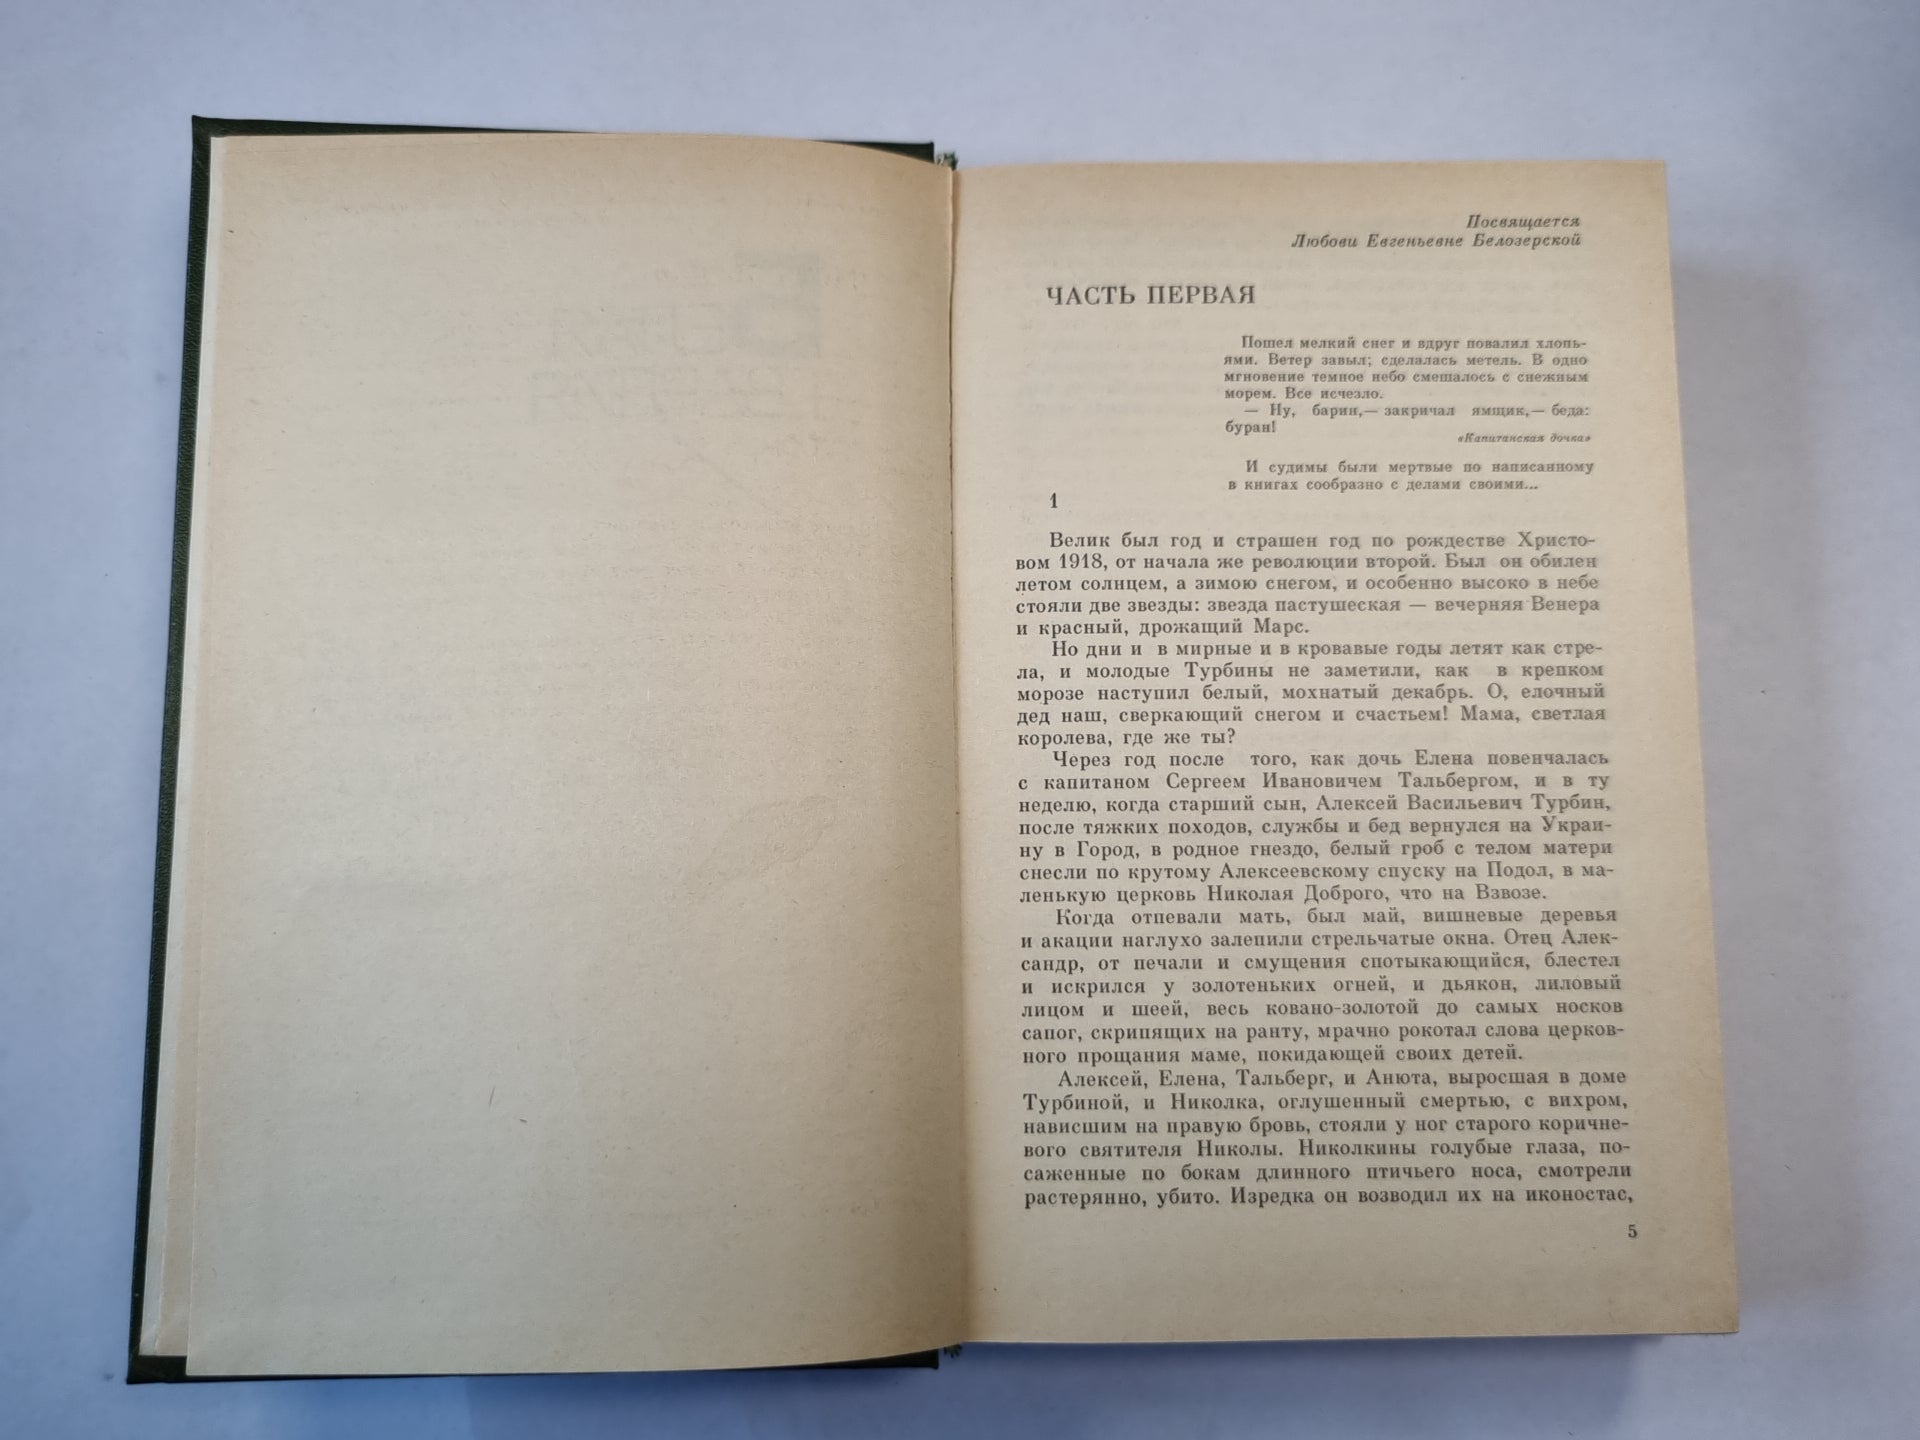 Посвящается
Любови Евгеньевне Белозерской
ЧАСТЬ ПЕРВАЯ
Пошел мелкий снег и вдруг повалил хлопь-
ями. Ветер завыл; сделалась метель. В одно
мгновение темное небо смешалось с снежным
морем. Все исчезло.
— Ну, барин,— закричал ямщик,— беда:
буран!
«Капитанская дочка»
И судимы были мертвые по написанному
в книгах сообразно с делами своими...
1
Велик был год и страшен год по рождестве Христо-
вом 1918, от начала же революции второй. Был он обилен
летом солнцем, а зимою снегом, и особенно высоко в небе
стояли две звезды: звезда пастушеская — вечерняя Венера
и красный, дрожащий Марс.
Но дни и в мирные и в кровавые годы летят как стре-
ла, и молодые Турбины не заметили, как в крепком
морозе наступил белый, мохнатый декабрь. О, елочный
дед наш, сверкающий снегом и счастьем! Мама, светлая
королева, где же ты?
Через год после того, как дочь Елена повенчалась
с капитаном Сергеем Ивановичем Тальбергом, и в ту
неделю, когда старший сын, Алексей Васильевич Турбин,
после тяжких походов, службы и бед вернулся на Украи-
ну в Город, в родное гнездо, белый гроб с телом матери
снесли по крутому Алексеевскому спуску на Подол, в ма-
ленькую церковь Николая Доброго, что на Взвозе.
Когда отпевали мать, был май, вишневые деревья
и акации наглухо залепили стрельчатые окна. Отец Алек-
сандр, от печали и смущения спотыкающийся, блестел
и искрился у золотеньких огней, и дьякон, лиловый
лицом и шеей, весь ковано-золотой до самых носков
сапог, скрипящих на ранту, мрачно рокотал слова церков-
ного прощания маме, покидающей своих детей.
Алексей, Елена, Тальберг, и Анюта, выросшая в доме
Турбиной, и Николка, оглушенный смертью, с вихром,
нависшим на правую бровь, стояли у ног старого коричне-
вого святителя Николы. Николкины голубые глаза, по-
саженные по бокам длинного птичьего носа, смотрели
растерянно, убито. Изредка он возводил их на иконостас,
5